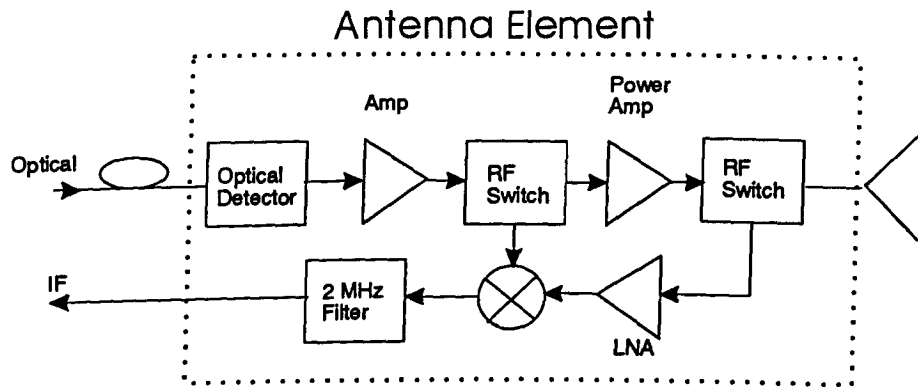 Antenna Element
Amp
Power
Amp
Optical
Optical
Detector
RF
Switch
RF
Switch
IF
2 MHz
Filter
LNA